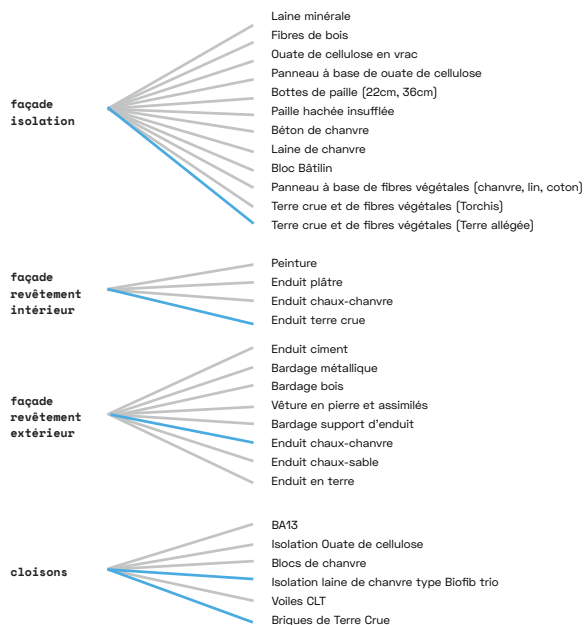 façade
isolation
Laine minérale
Fibres de bois
Ouate de cellulose en vrac
Panneau à base de ouate de cellulose
Bottes de paille (22cm, 36cm)
Paille hachée insufflée
Béton de chanvre
Laine de chanvre
Bloc Bâtilin
Panneau à base de fibres végétales (chanvre, lin, coton)
Terre crue et de fibres végétales (Torchis)
Terre crue et de fibres végétales (Terre allégée)
façade
revêtement
intérieur
Peinture
Enduit plâtre
Enduit chaux-chanvre
Enduit terre crue
façade
revêtement
extérieur
Enduit ciment
Bardage métallique
Bardage bois
Vêture en pierre et assimilés
Bardage support d'enduit
Enduit chaux-chanvre
Enduit chaux-sable
Enduit en terre
cloisons
BA13
Isolation Ouate de cellulose
Blocs de chanvre
Isolation laine de chanvre type Biofib trio
Voiles CLT
Briques de Terre Crue